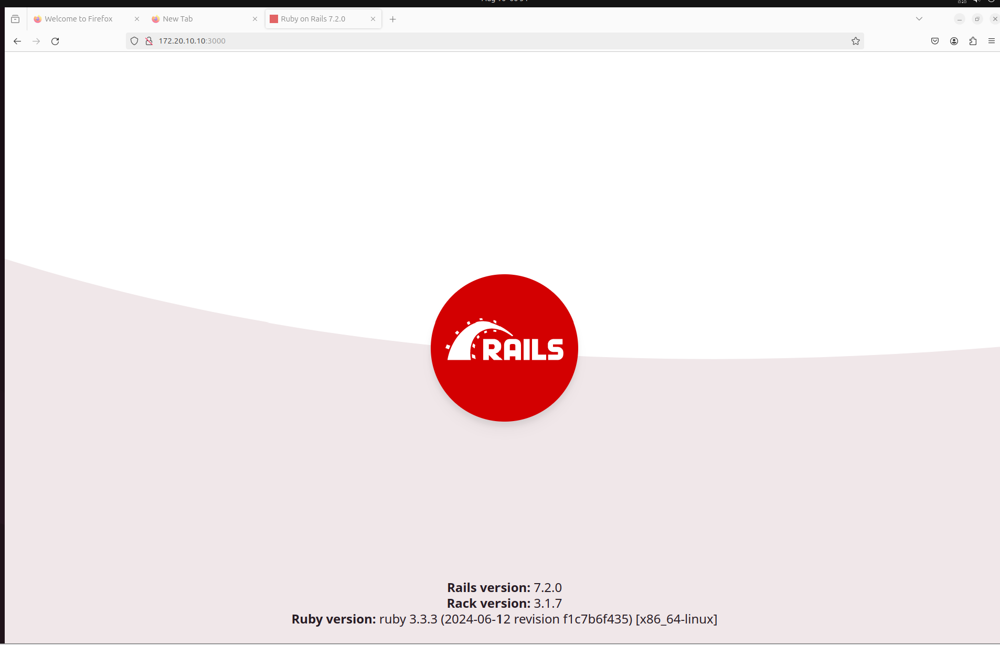 Welcome to Firefox
New Tab
Ruby on Rails 7.2.0
172.20.10.10:3000
RAILS
Rails version: 7.2.0
Rack version: 3.1.7
Ruby version: ruby 3.3.3 (2024-06-12 revision f1c7b6f435) [x86_64-linux]